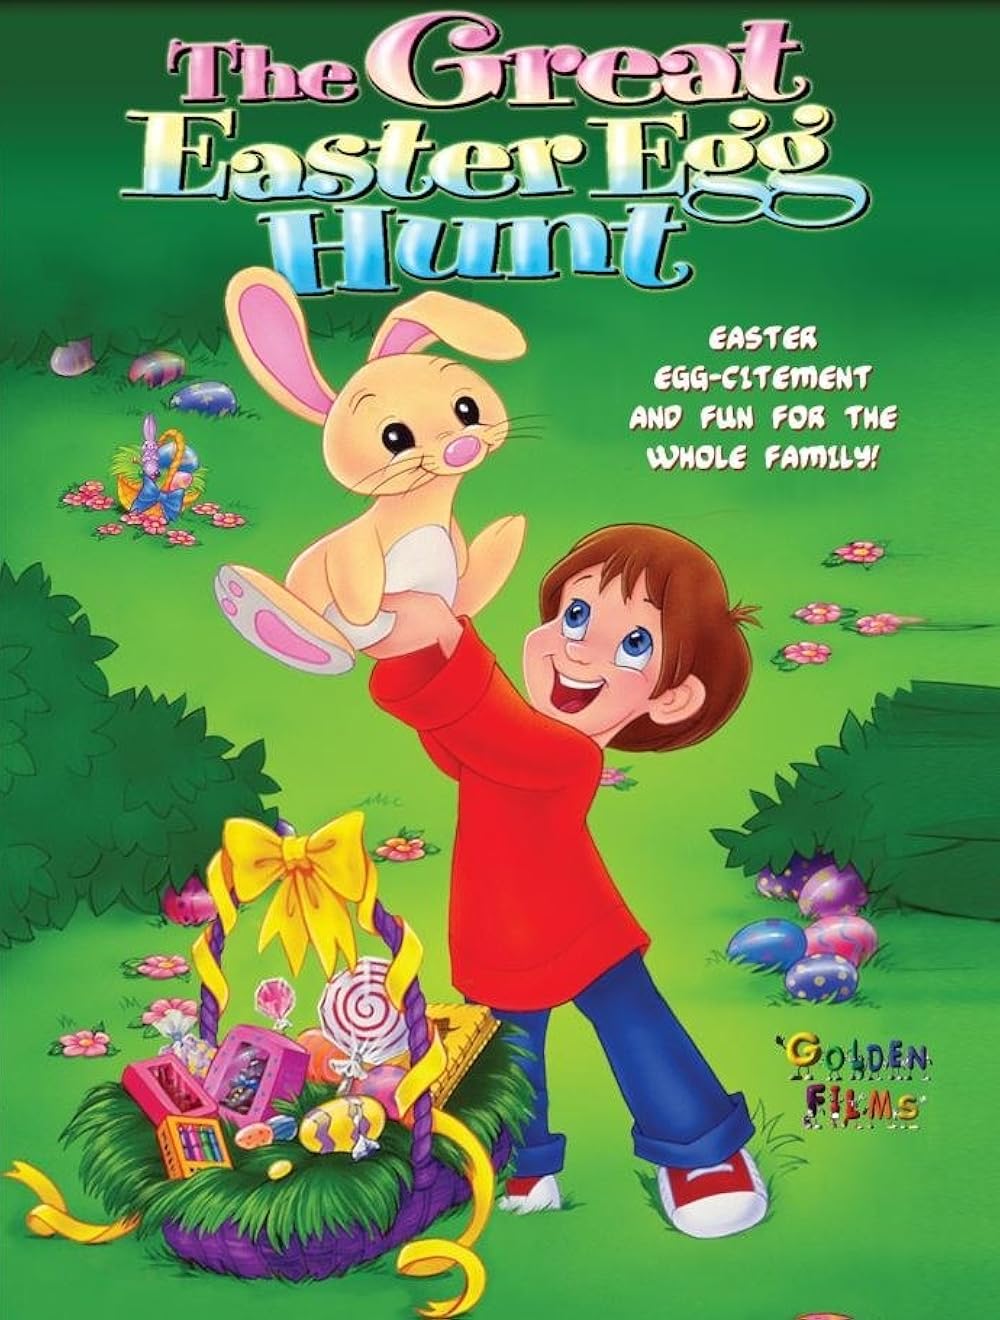 The Great
Easter Egg
Hunt
EASTER
EGG-CITEMENT
AND FUN FOR THE
WHOLE FAMILY!
GOLDEN
FILMS